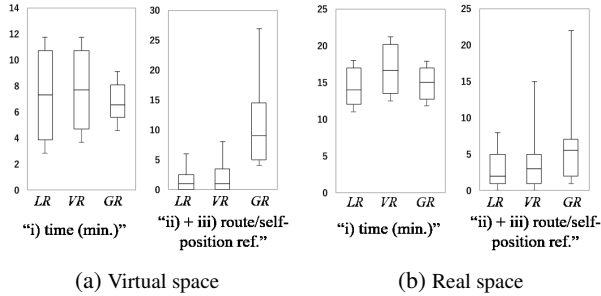 14
12
10
8
6
4
2
0
LR VR GR
"i) time (min.)"
30
25
20
15
10
5
0
LR VR GR
"ii) + iii) route/self-
position ref."
(a) Virtual space
25
20
15
10
5
0
LR VR GR
"i) time (min.)"
25
20
15
10
5
0
LR VR GR
"ii) + iii) route/self-
position ref."
(b) Real space